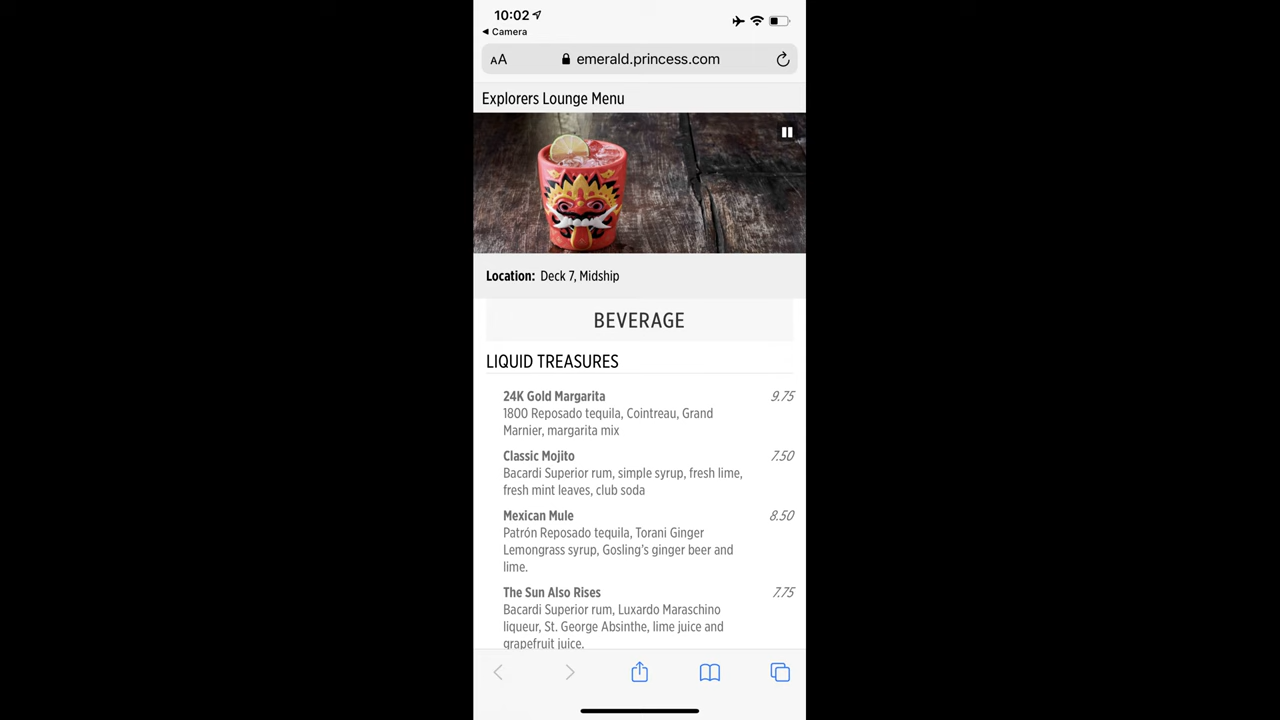 10:02
Camera
AA emerald.princess.com
Explorers Lounge Menu
Location: Deck 7, Midship
BEVERAGE
LIQUID TREASURES
24K Gold Margarita 9.75
1800 Reposado tequila, Cointreau, Grand
Marnier, margarita mix
Classic Mojito 7.50
Bacardi Superior rum, simple syrup, fresh lime,
fresh mint leaves, club soda
Mexican Mule 8.50
Patrón Reposado tequila, Torani Ginger
Lemongrass syrup, Gosling’s ginger beer and
lime.
The Sun Also Rises 7.75
Bacardi Superior rum, Luxardo Maraschino
liqueur, St. George Absinthe, lime juice and
grapefruit juice.